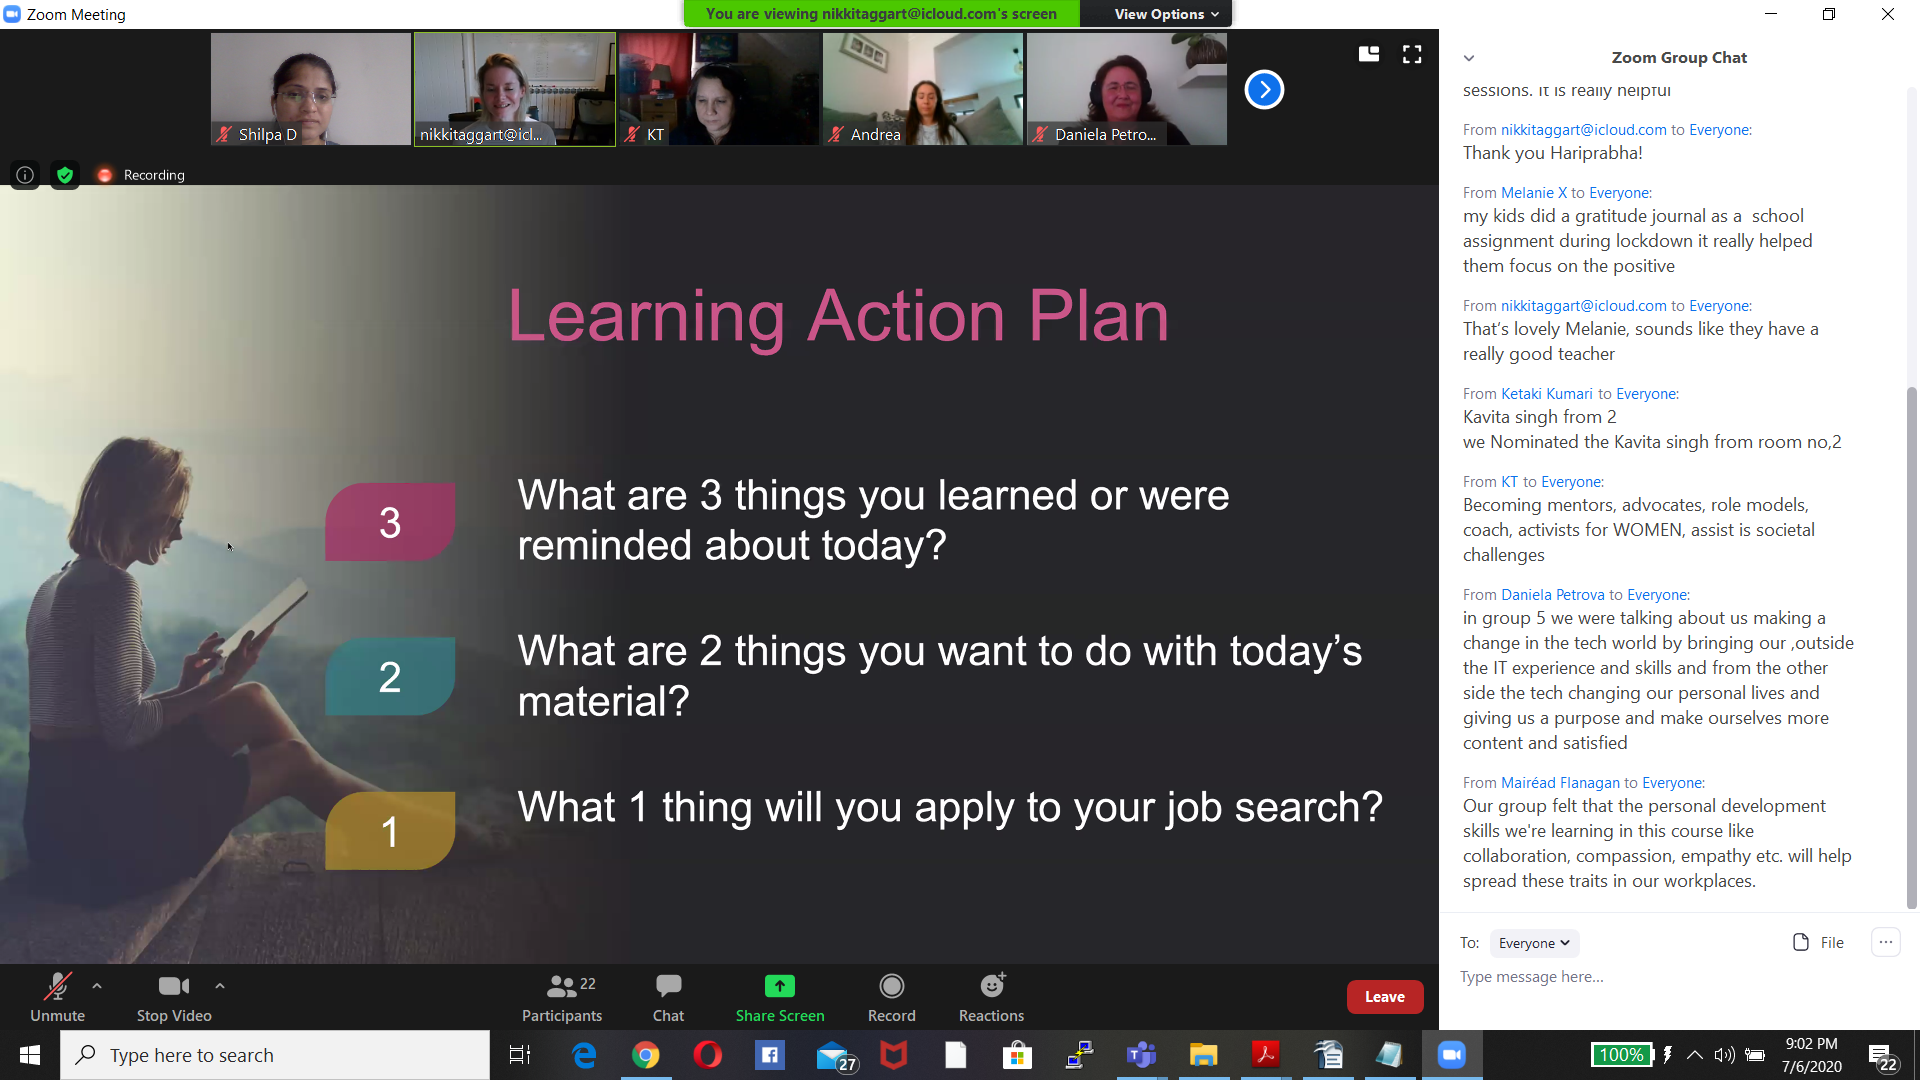 Zoom Meeting
You are viewing nikkitaggart@icloud.com's screen
View Options
Shilpa D
nikkitaggart@icl...
KT
Andrea
Daniela Petro...
Recording
Learning Action Plan
3
What are 3 things you learned or were
reminded about today?
2
What are 2 things you want to do with today’s
material?
1
What 1 thing will you apply to your job search?
Unmute
Stop Video
22
Participants
Chat
Share Screen
Record
Reactions
Leave
Zoom Group Chat
sessions. it is really helpful
From nikkitaggart@icloud.com to Everyone:
Thank you Hariprabha!
From Melanie X to Everyone:
my kids did a gratitude journal as a  school
assignment during lockdown it really helped
them focus on the positive
From nikkitaggart@icloud.com to Everyone:
That’s lovely Melanie, sounds like they have a
really good teacher
From Ketaki Kumari to Everyone:
Kavita singh from 2
we Nominated the Kavita singh from room no,2
From KT to Everyone:
Becoming mentors, advocates, role models,
coach, activists for WOMEN, assist is societal
challenges
From Daniela Petrova to Everyone:
in group 5 we were talking about us making a
change in the tech world by bringing our ,outside
the IT experience and skills and from the other
side the tech changing our personal lives and
giving us a purpose and make ourselves more
content and satisfied
From Mairéad Flanagan to Everyone:
Our group felt that the personal development
skills we're learning in this course like
collaboration, compassion, empathy etc. will help
spread these traits in our workplaces.
To: Everyone
File
Type message here...
Type here to search
27
100%
9:02 PM
7/6/2020
22